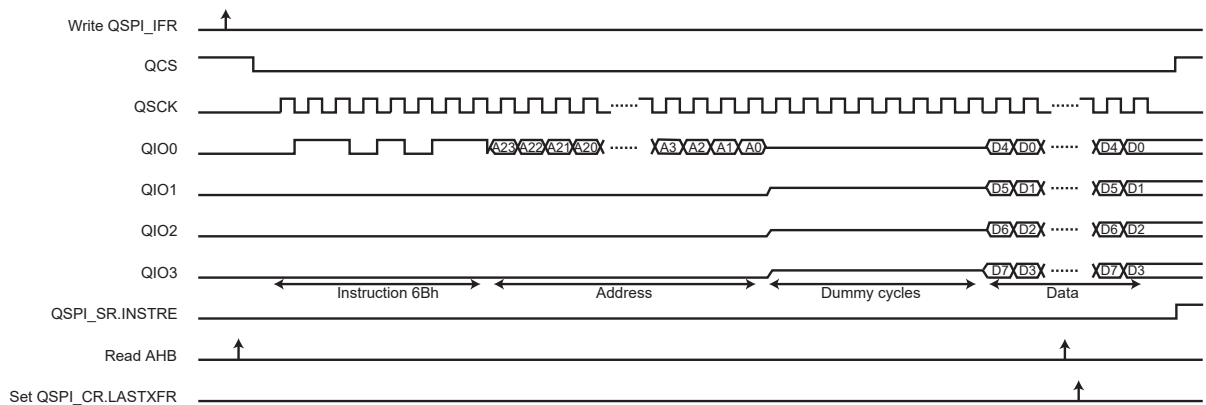 Write QSPI_IFR
QCS
QSCK
QIO0 A23 A22 A21 A20 ...... A3 A2 A1 A0 D4 D0 ...... D4 D0
QIO1 D5 D1 ...... D5 D1
QIO2 D6 D2 ...... D6 D2
QIO3 D7 D3 ...... D7 D3
Instruction 6Bh Address Dummy cycles Data
QSPI_SR.INSTRE
Read AHB
Set QSPI_CR.LASTXFR